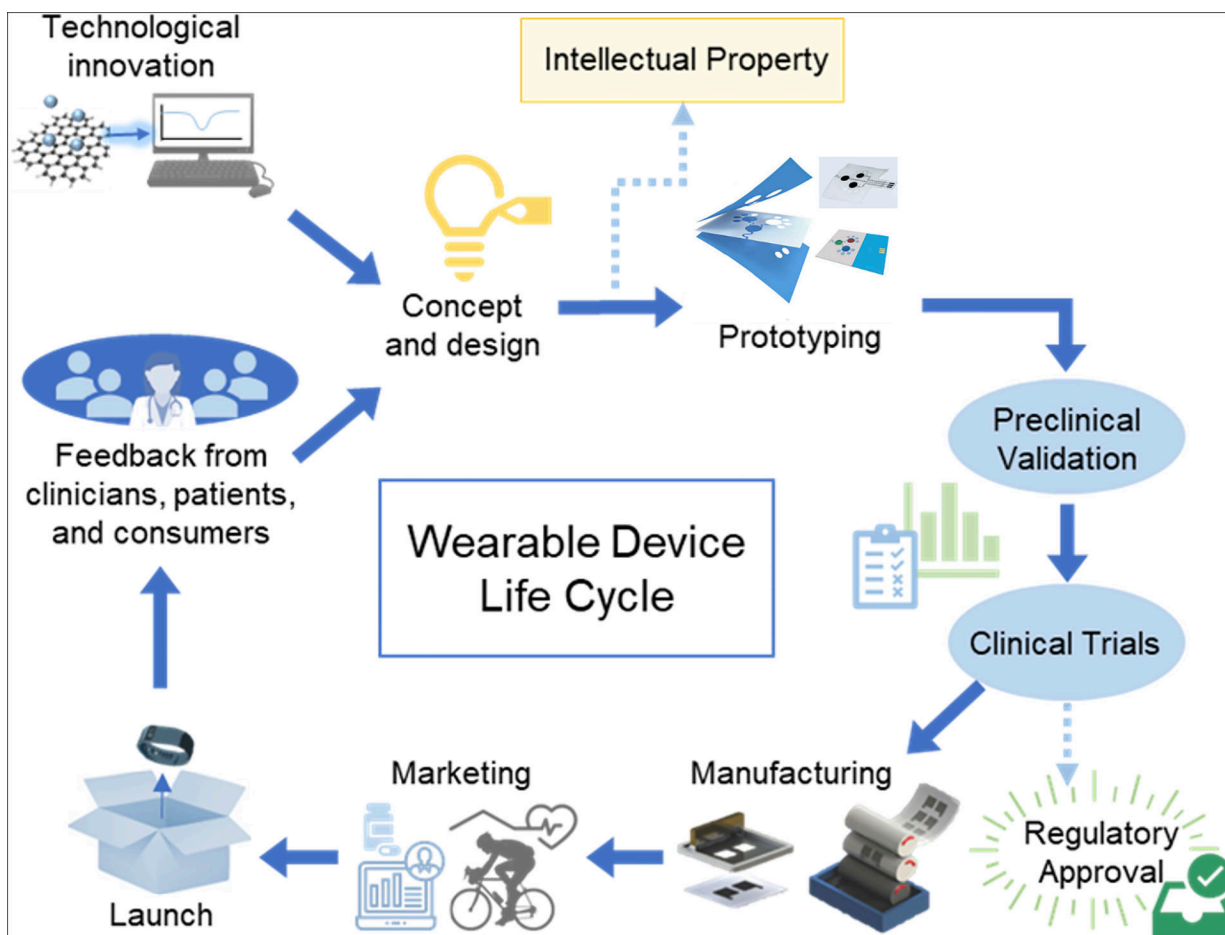 Technological
innovation
Intellectual Property
Concept
and design
Prototyping
Feedback from
clinicians, patients,
and consumers
Preclinical
Validation
Wearable Device
Life Cycle
Clinical Trials
Marketing
Manufacturing
Regulatory
Approval
Launch